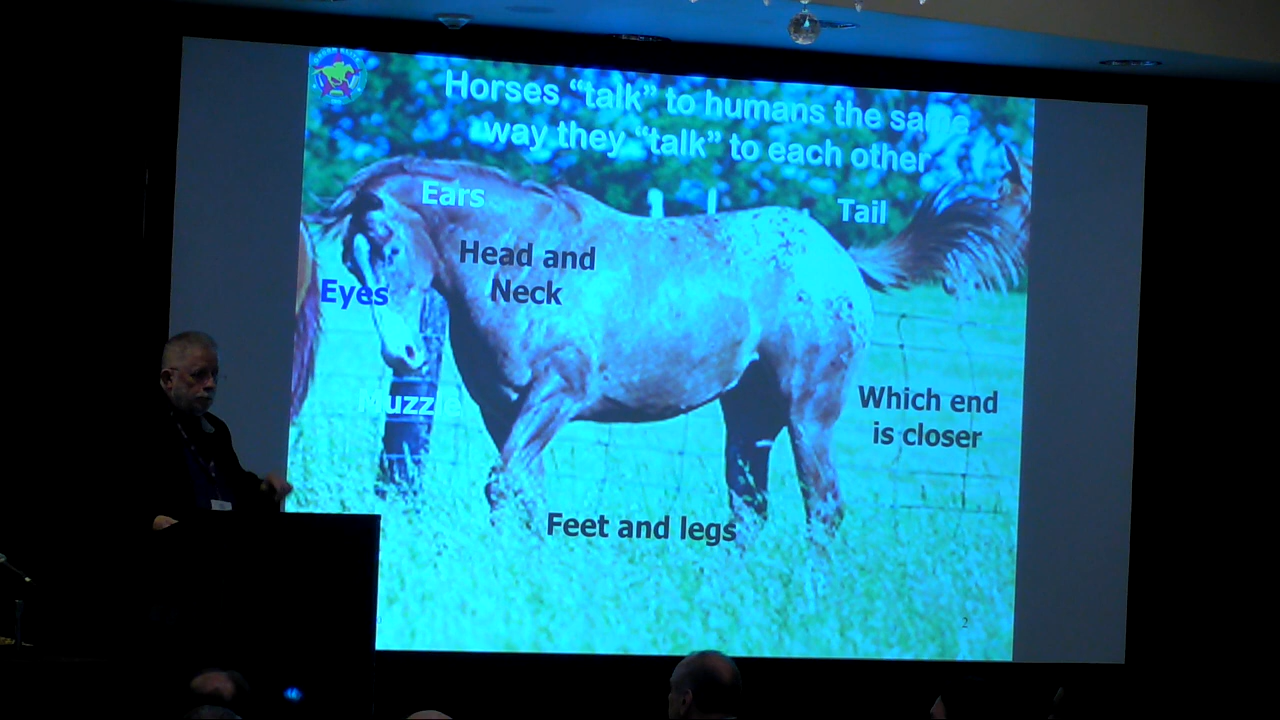 Horses “talk” to humans the same
way they “talk” to each other
Ears
Tail
Head and
Neck
Eyes
Muzzle
Which end
is closer
Feet and legs
2